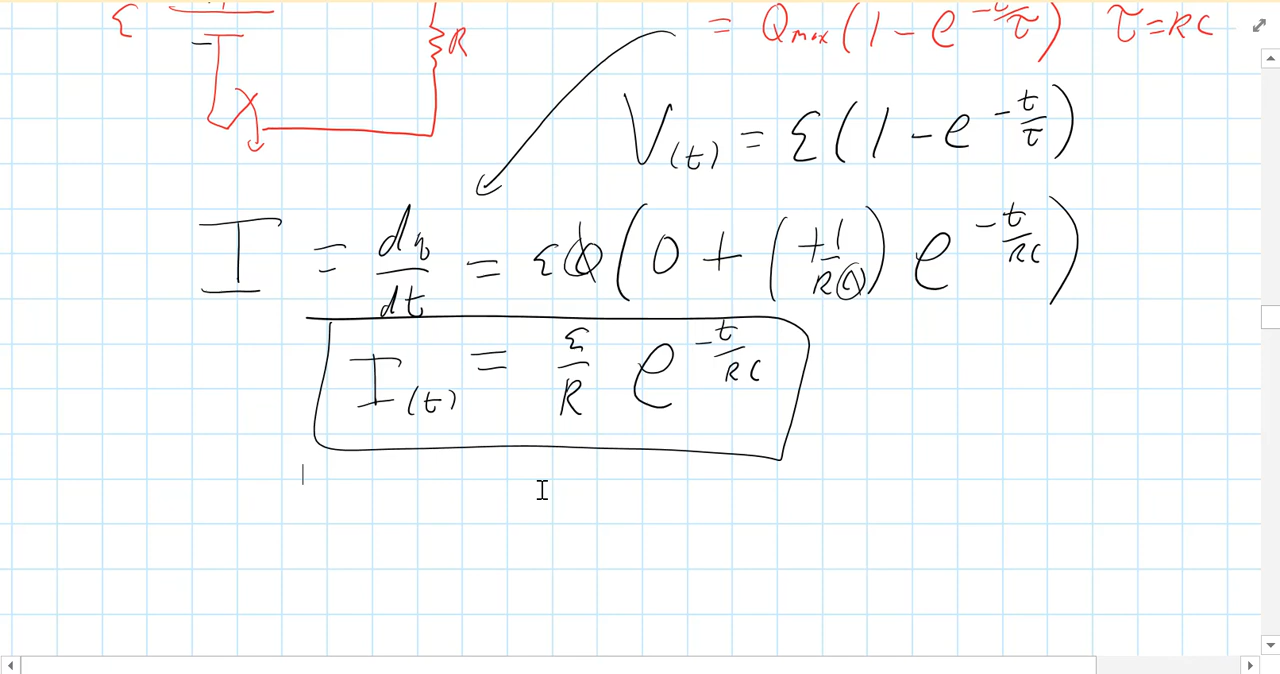 ε
−
R
= Qmax(1 − e^(−t/τ)) τ = RC
V(t) = ε(1 − e^(−t/τ))
I = dq/dt = εC(0 + (+1/RC) e^(−t/RC))
I(t) = ε/R e^(−t/RC)